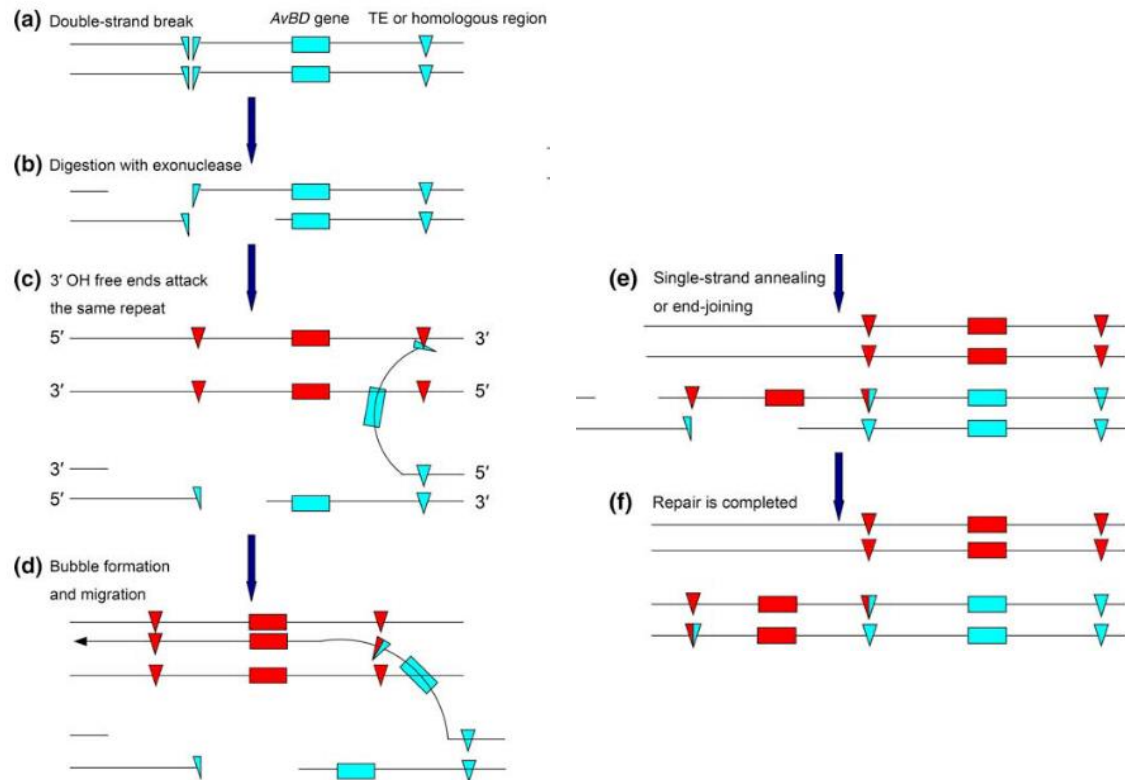 (a) Double-strand break AvBD gene TE or homologous region
(b) Digestion with exonuclease
(c) 3′ OH free ends attack
the same repeat
5′ 3′
3′ 5′
3′ 5′
5′ 3′
(d) Bubble formation
and migration
(e) Single-strand annealing
or end-joining
(f) Repair is completed